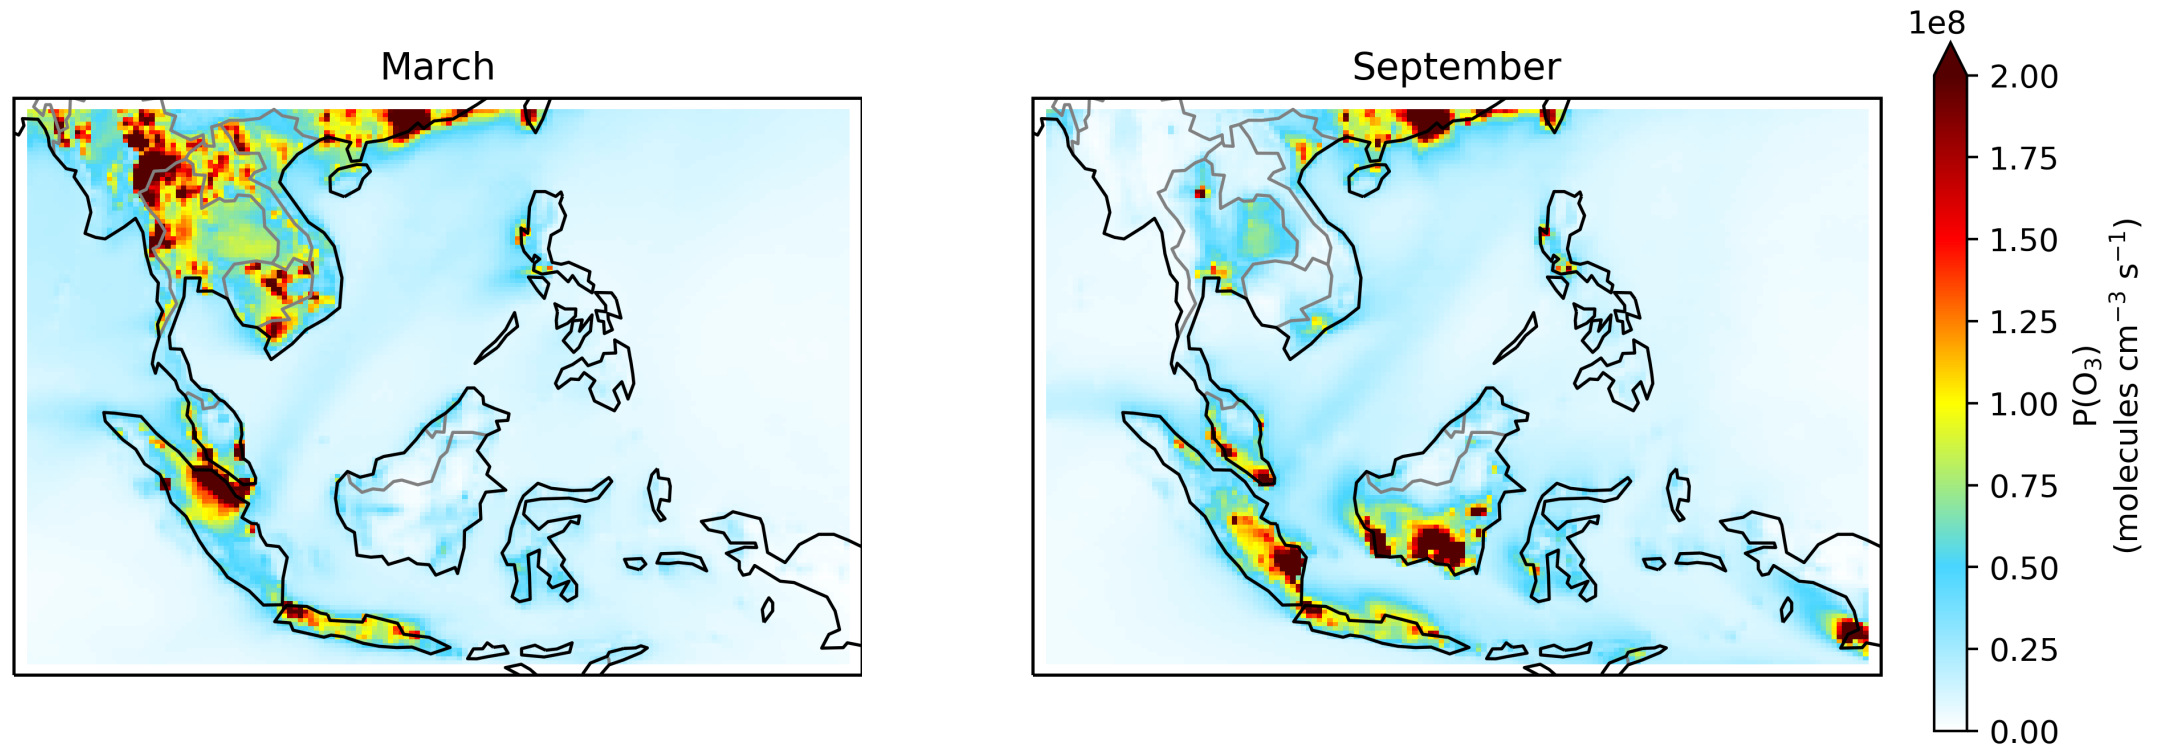 March
September
1e8
2.00
1.75
1.50
1.25
1.00
0.75
0.50
0.25
0.00
P(O₃)
(molecules cm⁻³ s⁻¹)